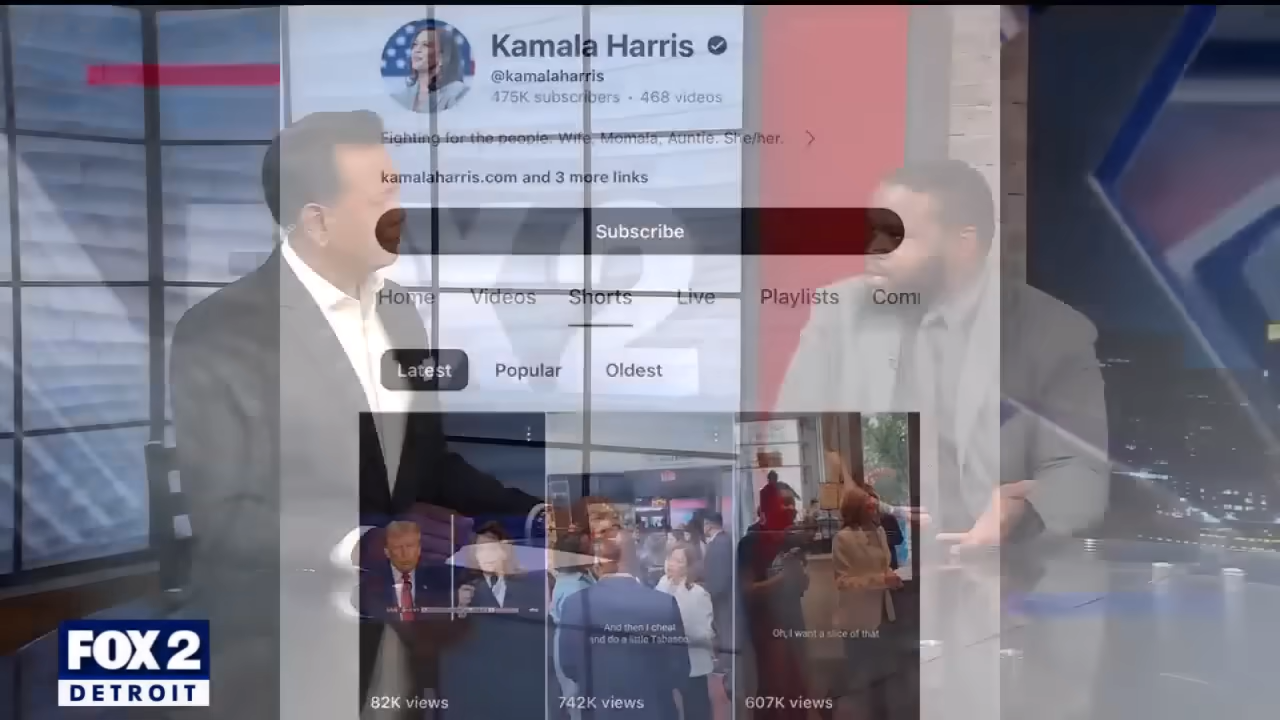 Kamala Harris
@kamalaharris
475K subscribers • 468 videos
Fighting for the people. Wife, Momala, Auntie. She/her.
kamalaharris.com and 3 more links
Subscribe
Home Videos Shorts Live Playlists Com
Latest Popular Oldest
And then I cheat
and do a little Tabasco.
Oh, I want a slice of that
82K views 742K views 607K views
FOX 2
DETROIT
2